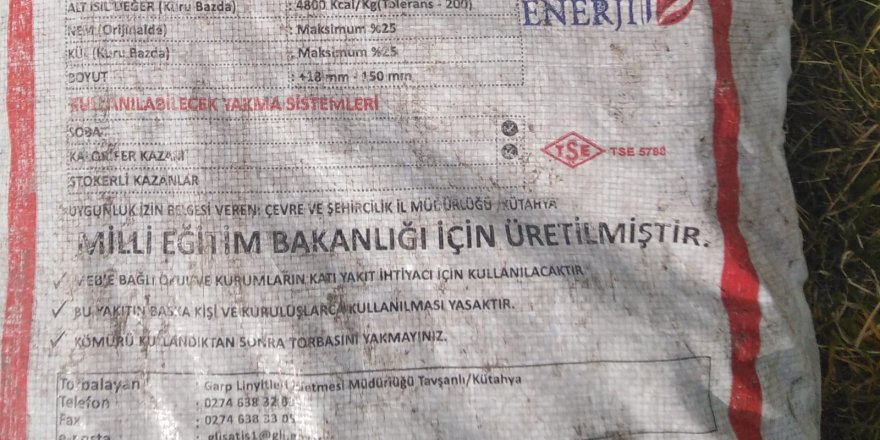 ALT ISIL DEĞER (Kuru Bazda) : 4800 Kcal/Kg(Tolerans - 200)
ENERJİ
NEM (Orijinalde) : Maksimum %25
KÜL (Kuru Bazda) : Maksimum %25
BOYUT : +18 mm - 150 mm
KULLANILABİLECEK YAKMA SİSTEMLERİ
SOBA
KALORİFER KAZANI
TSE TSE 5788
STOKERLİ KAZANLAR
UYGUNLUK İZİN BELGESİ VEREN: ÇEVRE VE ŞEHİRCİLİK İL MÜDÜRLÜĞÜ /KÜTAHYA
MİLLİ EĞİTİM BAKANLIĞI İÇİN ÜRETİLMİŞTİR.
✓ MEB'E BAĞLI OKUL VE KURUMLARIN KATI YAKIT İHTİYACI İÇİN KULLANILACAKTIR
✓ BU YAKITIN BAŞKA KİŞİ VE KURULUŞLARCA KULLANILMASI YASAKTIR.
✓ KÖMÜRÜ KULLANDIKTAN SONRA TORBASINI YAKMAYINIZ.
Torbalayan : Garp Linyitleri İşletmesi Müdürlüğü Tavşanlı/Kütahya
Telefon : 0274 638 32
Fax : 0274 638 33 05
e-posta